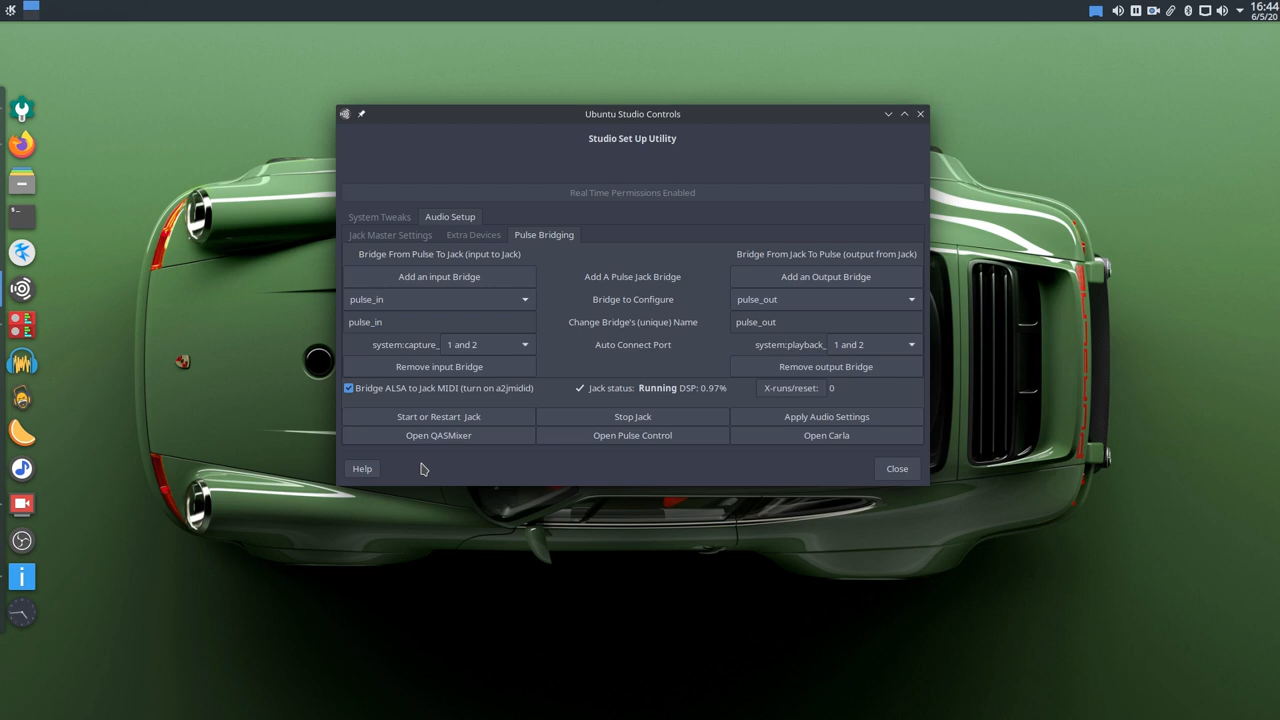 16:44
6/5/20
Ubuntu Studio Controls
Studio Set Up Utility
Real Time Permissions Enabled
System Tweaks Audio Setup
Jack Master Settings Extra Devices Pulse Bridging
Bridge From Pulse To Jack (input to Jack) Bridge From Jack To Pulse (output from Jack)
Add an input Bridge Add A Pulse Jack Bridge Add an Output Bridge
pulse_in Bridge to Configure pulse_out
pulse_in Change Bridge's (unique) Name pulse_out
system:capture_ 1 and 2 Auto Connect Port system:playback_ 1 and 2
Remove input Bridge Remove output Bridge
Bridge ALSA to Jack MIDI (turn on a2jmidid) Jack status: Running DSP: 0.97% X-runs/reset: 0
Start or Restart Jack Stop Jack Apply Audio Settings
Open QASMixer Open Pulse Control Open Carla
Help Close